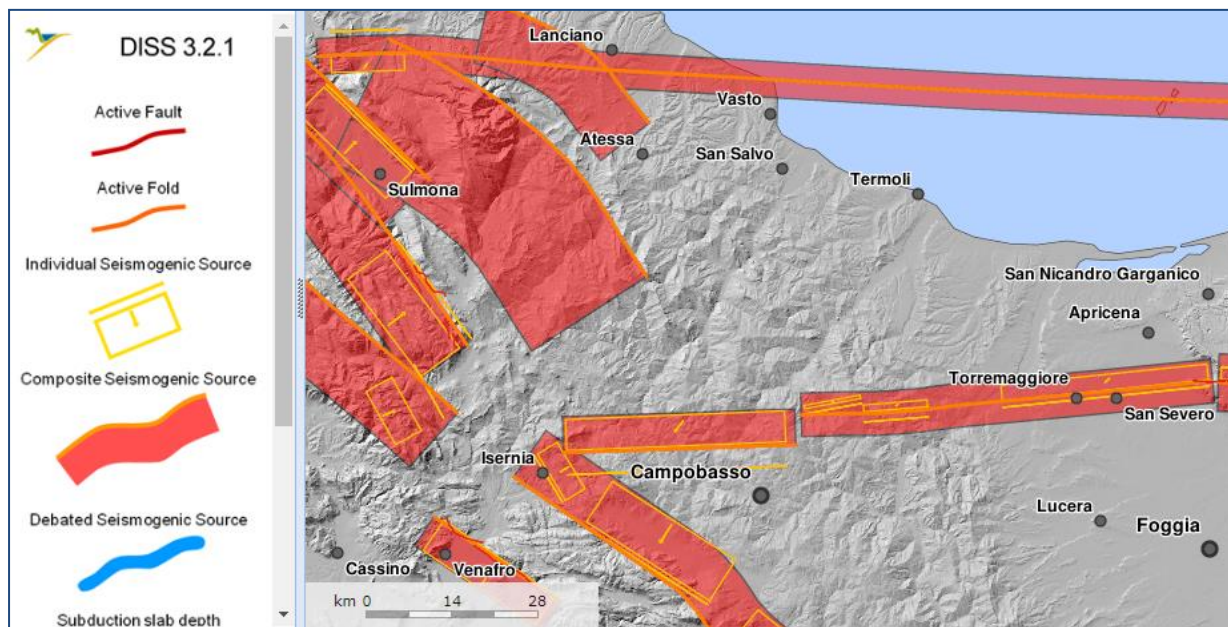 DISS 3.2.1
Active Fault
Active Fold
Individual Seismogenic Source
Composite Seismogenic Source
Debated Seismogenic Source
Subduction slab depth
Lanciano
Vasto
Atessa
San Salvo
Sulmona
Termoli
San Nicandro Garganico
Apricena
Torremaggiore
San Severo
Isernia
Campobasso
Lucera
Foggia
Cassino
Venafro
km 0 14 28